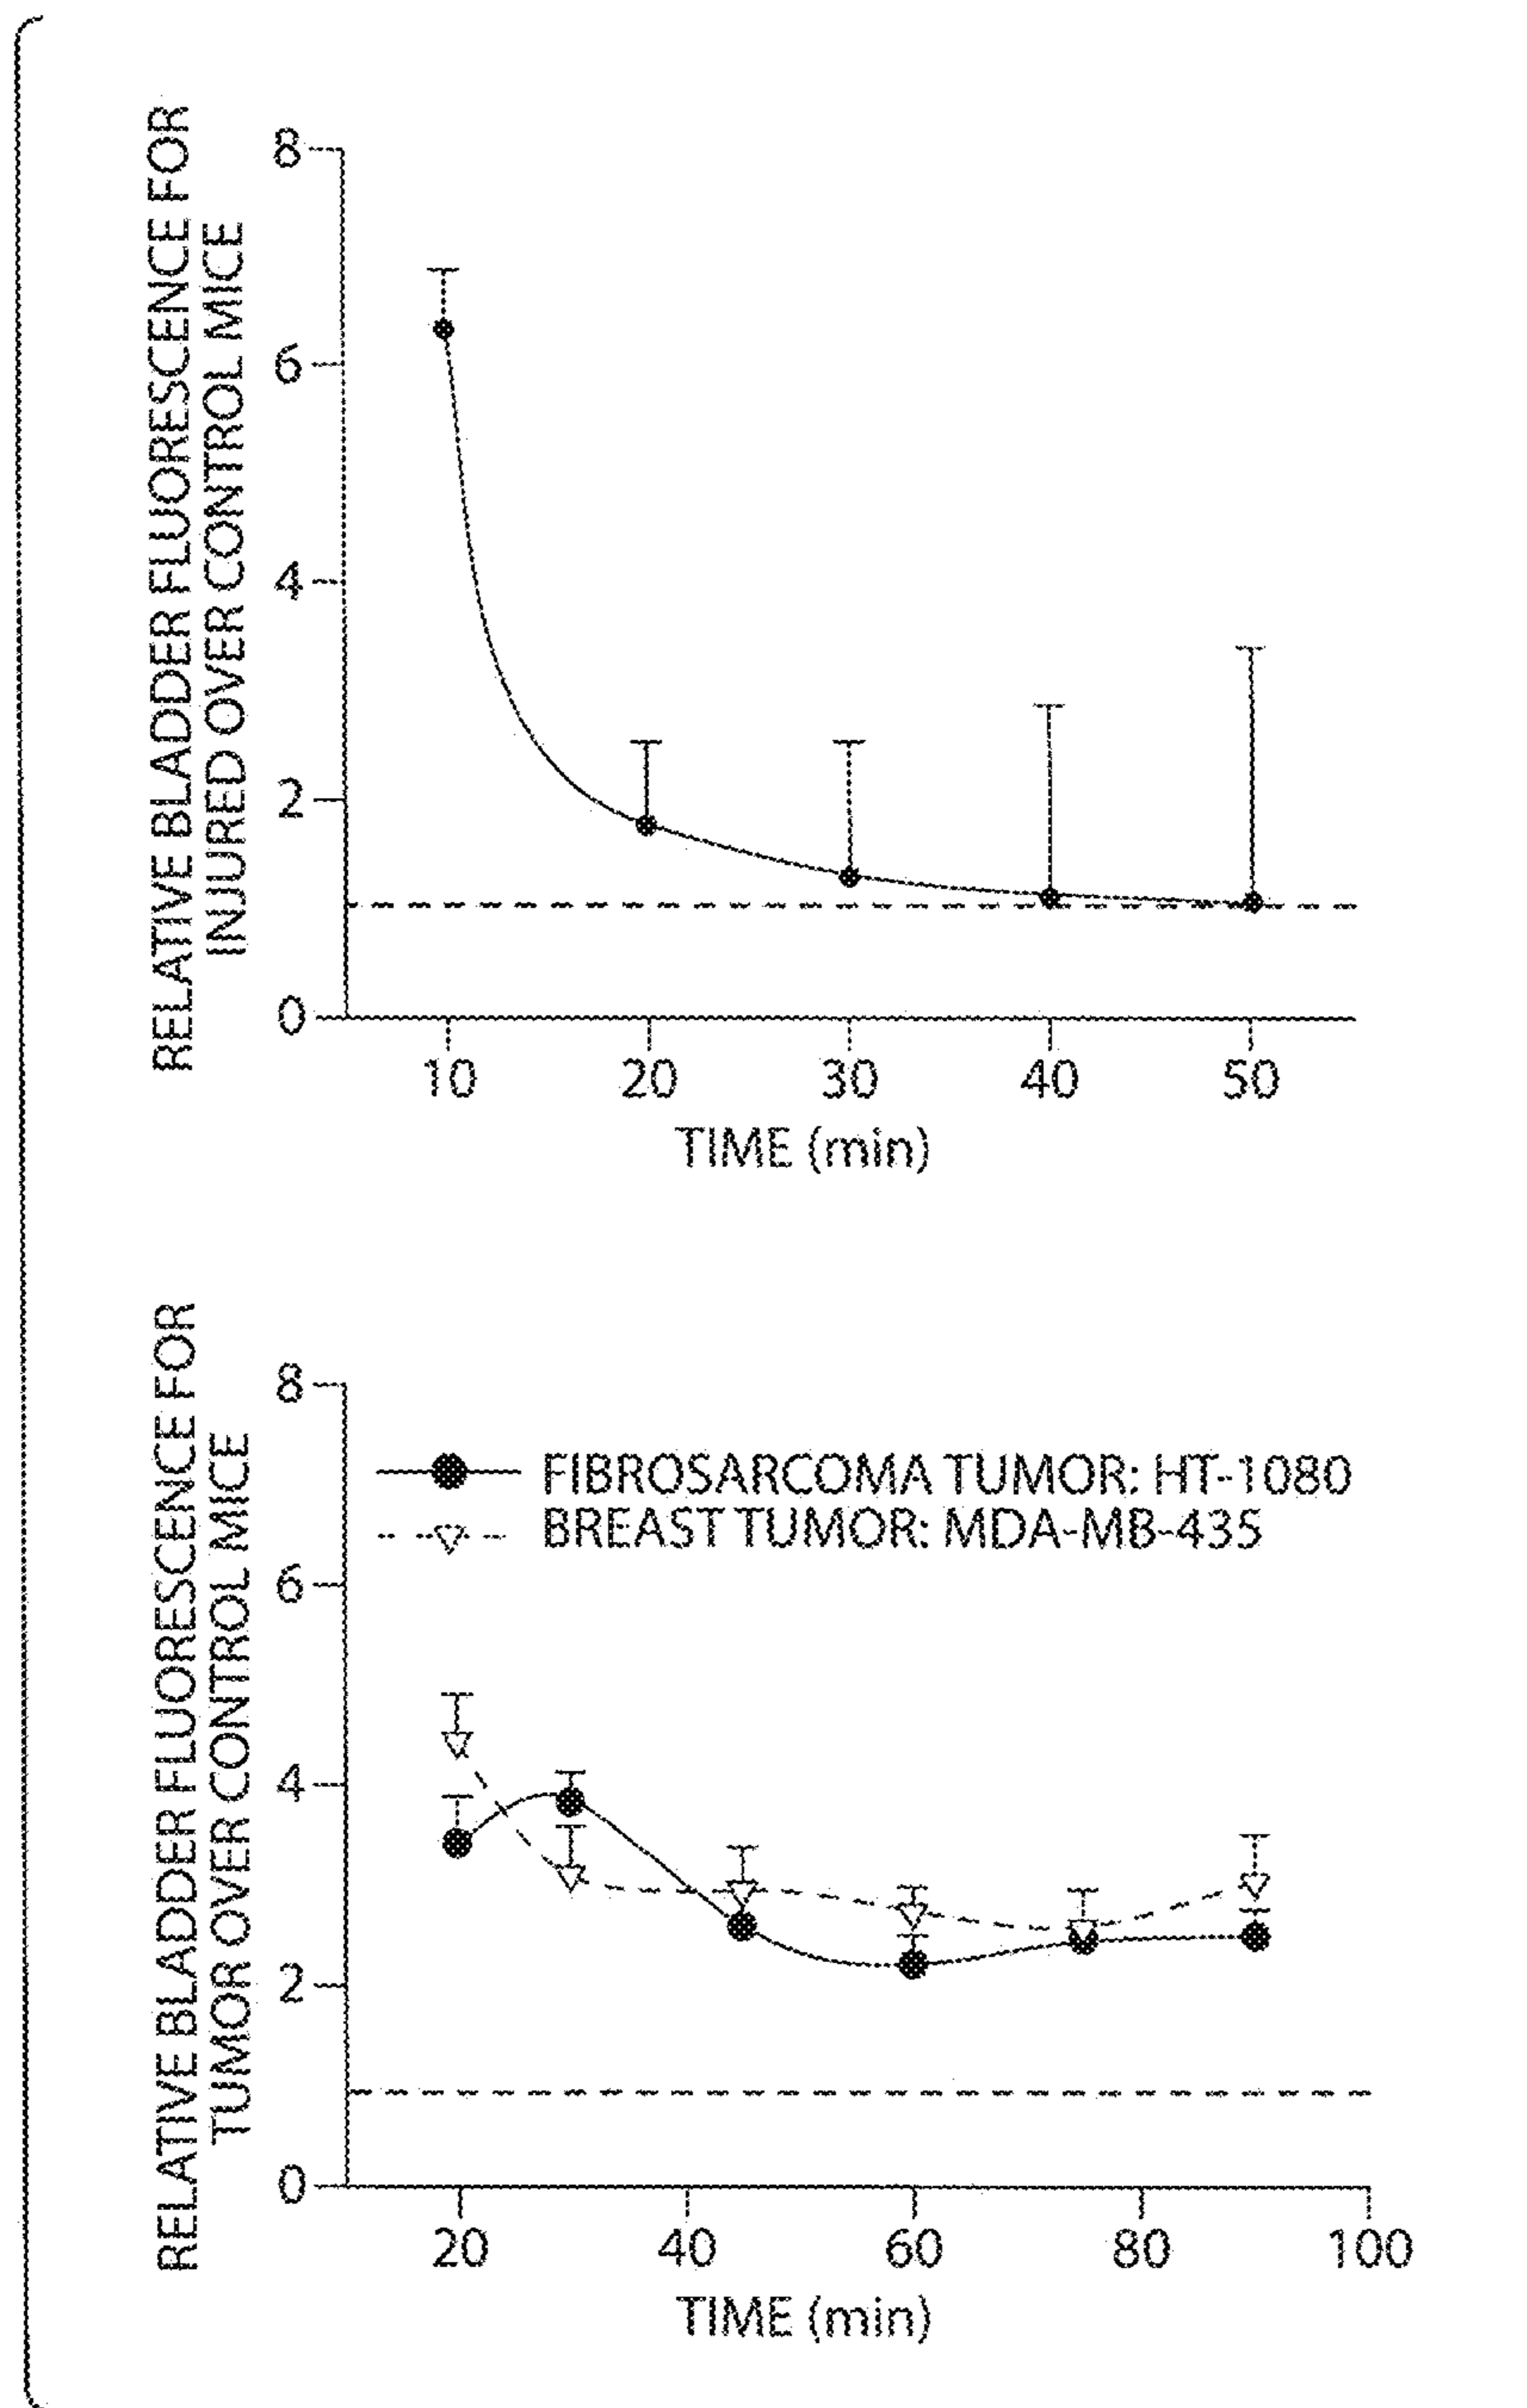 RELATIVE BLADDER FLUORESCENCE FOR
INJURED OVER CONTROL MICE
8
6
4
2
0
10 20 30 40 50
TIME (min)
RELATIVE BLADDER FLUORESCENCE FOR
TUMOR OVER CONTROL MICE
8
6
4
2
0
FIBROSARCOMA TUMOR: HT-1080
BREAST TUMOR: MDA-MB-435
20 40 60 80 100
TIME (min)